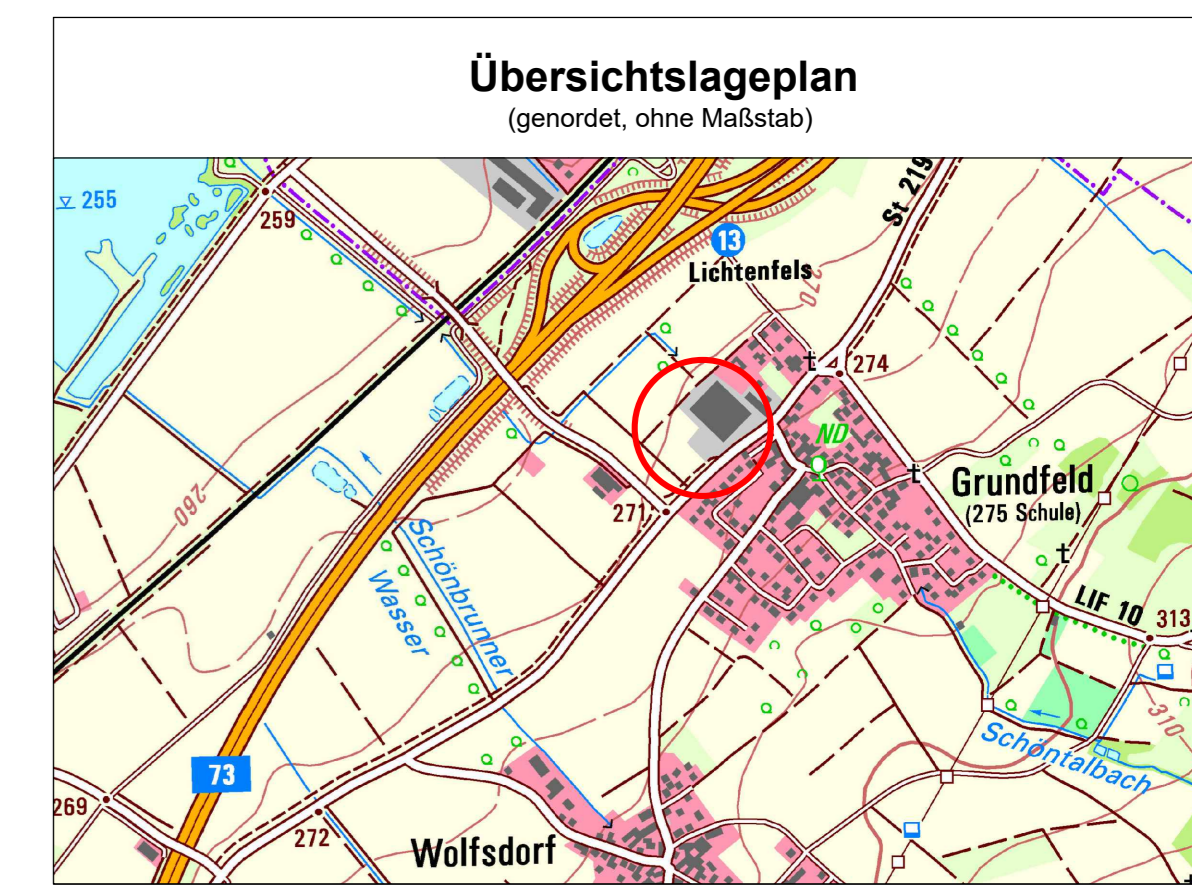 Übersichtslageplan
(genordet, ohne Maßstab)
255
259
St 219
13
Lichtenfels
270
274
ND
Grundfeld
(275 Schule)
260
271
Schönbrunner
Wasser
LIF 10
313
310
Schöntalbach
73
269
272
Wolfsdorf